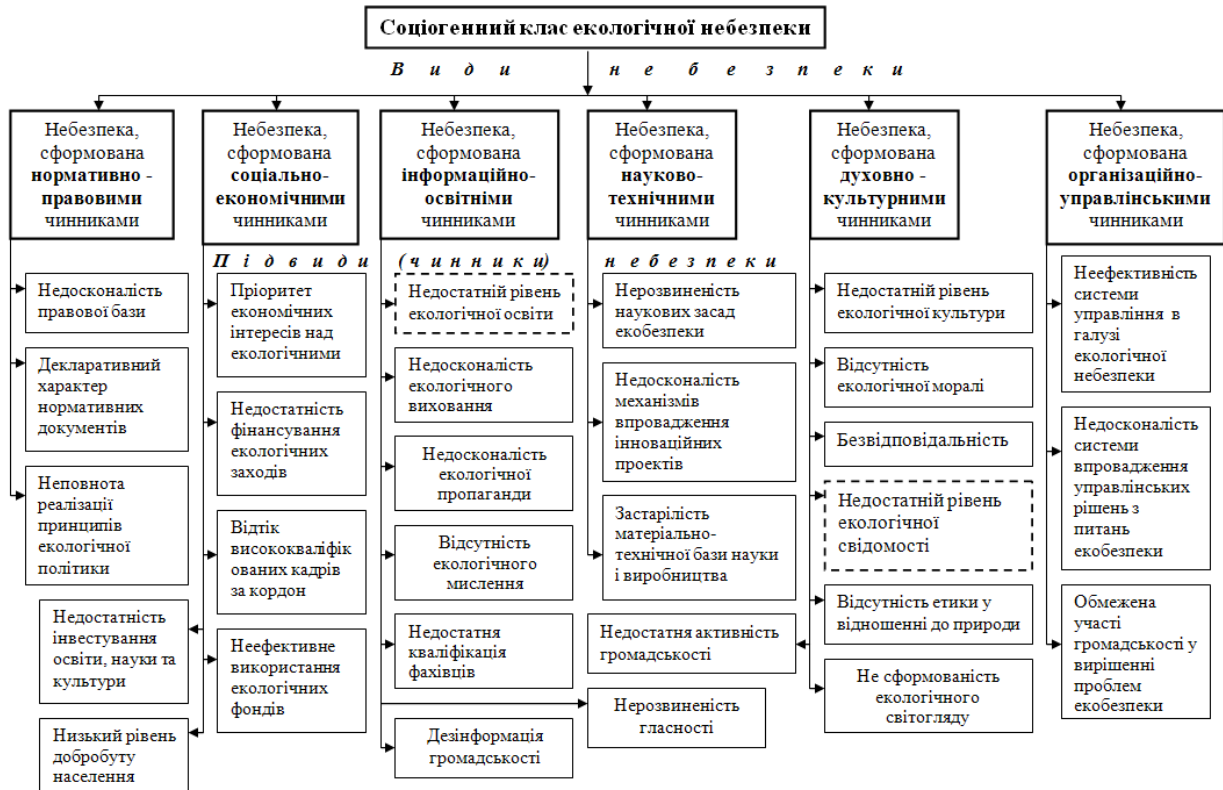 Соціогенний клас екологічної небезпеки
Види небезпеки
Небезпека,
сформована
нормативно -
правовими
чинниками
Небезпека,
сформована
соціально-
економічними
чинниками
Небезпека,
сформована
інформаційно-
освітніми
чинниками
Небезпека,
сформована
науково-
технічними
чинниками
Небезпека,
сформована
духовно -
культурними
чинниками
Небезпека,
сформована
організаційно-
управлінськими
чинниками
Підвиди (чинники) небезпеки
Недосконалість
правової бази
Декларативний
характер
нормативних
документів
Неповнота
реалізації
принципів
екологічної
політики
Пріоритет
економічних
інтересів над
екологічними
Недостатність
фінансування
екологічних
заходів
Відтік
висококваліфік
ованих кадрів
за кордон
Недостатність
інвестування
освіти, науки та
культури
Неефективне
використання
екологічних
фондів
Низький рівень
добробуту
населення
Недостатній рівень
екологічної освіти
Недосконалість
екологічного
виховання
Недосконалість
екологічної
пропаганди
Відсутність
екологічного
мислення
Недостатня
кваліфікація
фахівців
Нерозвиненість
гласності
Дезінформація
громадськості
Нерозвиненість
наукових засад
екобезпеки
Недосконалість
механізмів
впровадження
інноваційних
проектів
Застарілість
матеріально-
технічної бази науки
і виробництва
Недостатній рівень
екологічної культури
Відсутність
екологічної моралі
Безвідповідальність
Недостатній рівень
екологічної
свідомості
Відсутність етики у
відношенні до природи
Недостатня активність
громадськості
Не сформованість
екологічного
світогляду
Неефективність
системи
управління в
галузі
екологічної
небезпеки
Недосконалість
системи
впровадження
управлінських
рішень з
питань
екобезпеки
Обмежена
участі
громадськості у
вирішенні
проблем
екобезпеки